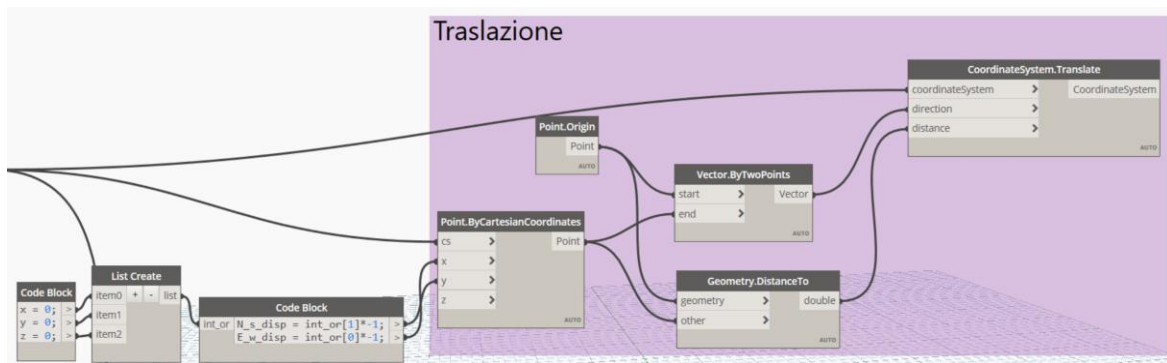 Traslazione
CoordinateSystem.Translate
coordinateSystem > CoordinateSystem
direction >
distance >
AUTO
Point.Origin
Point
AUTO
Vector.ByTwoPoints
start > Vector
end >
AUTO
Point.ByCartesianCoordinates
cs > Point
x >
y >
z >
AUTO
Geometry.DistanceTo
geometry > double
other >
AUTO
List Create
item0 + - list
item1
item2
AUTO
Code Block
x = 0; >
y = 0; >
z = 0; >
Code Block
int_or N_s_disp = int_or[1]*-1; >
E_w_disp = int_or[0]*-1; >